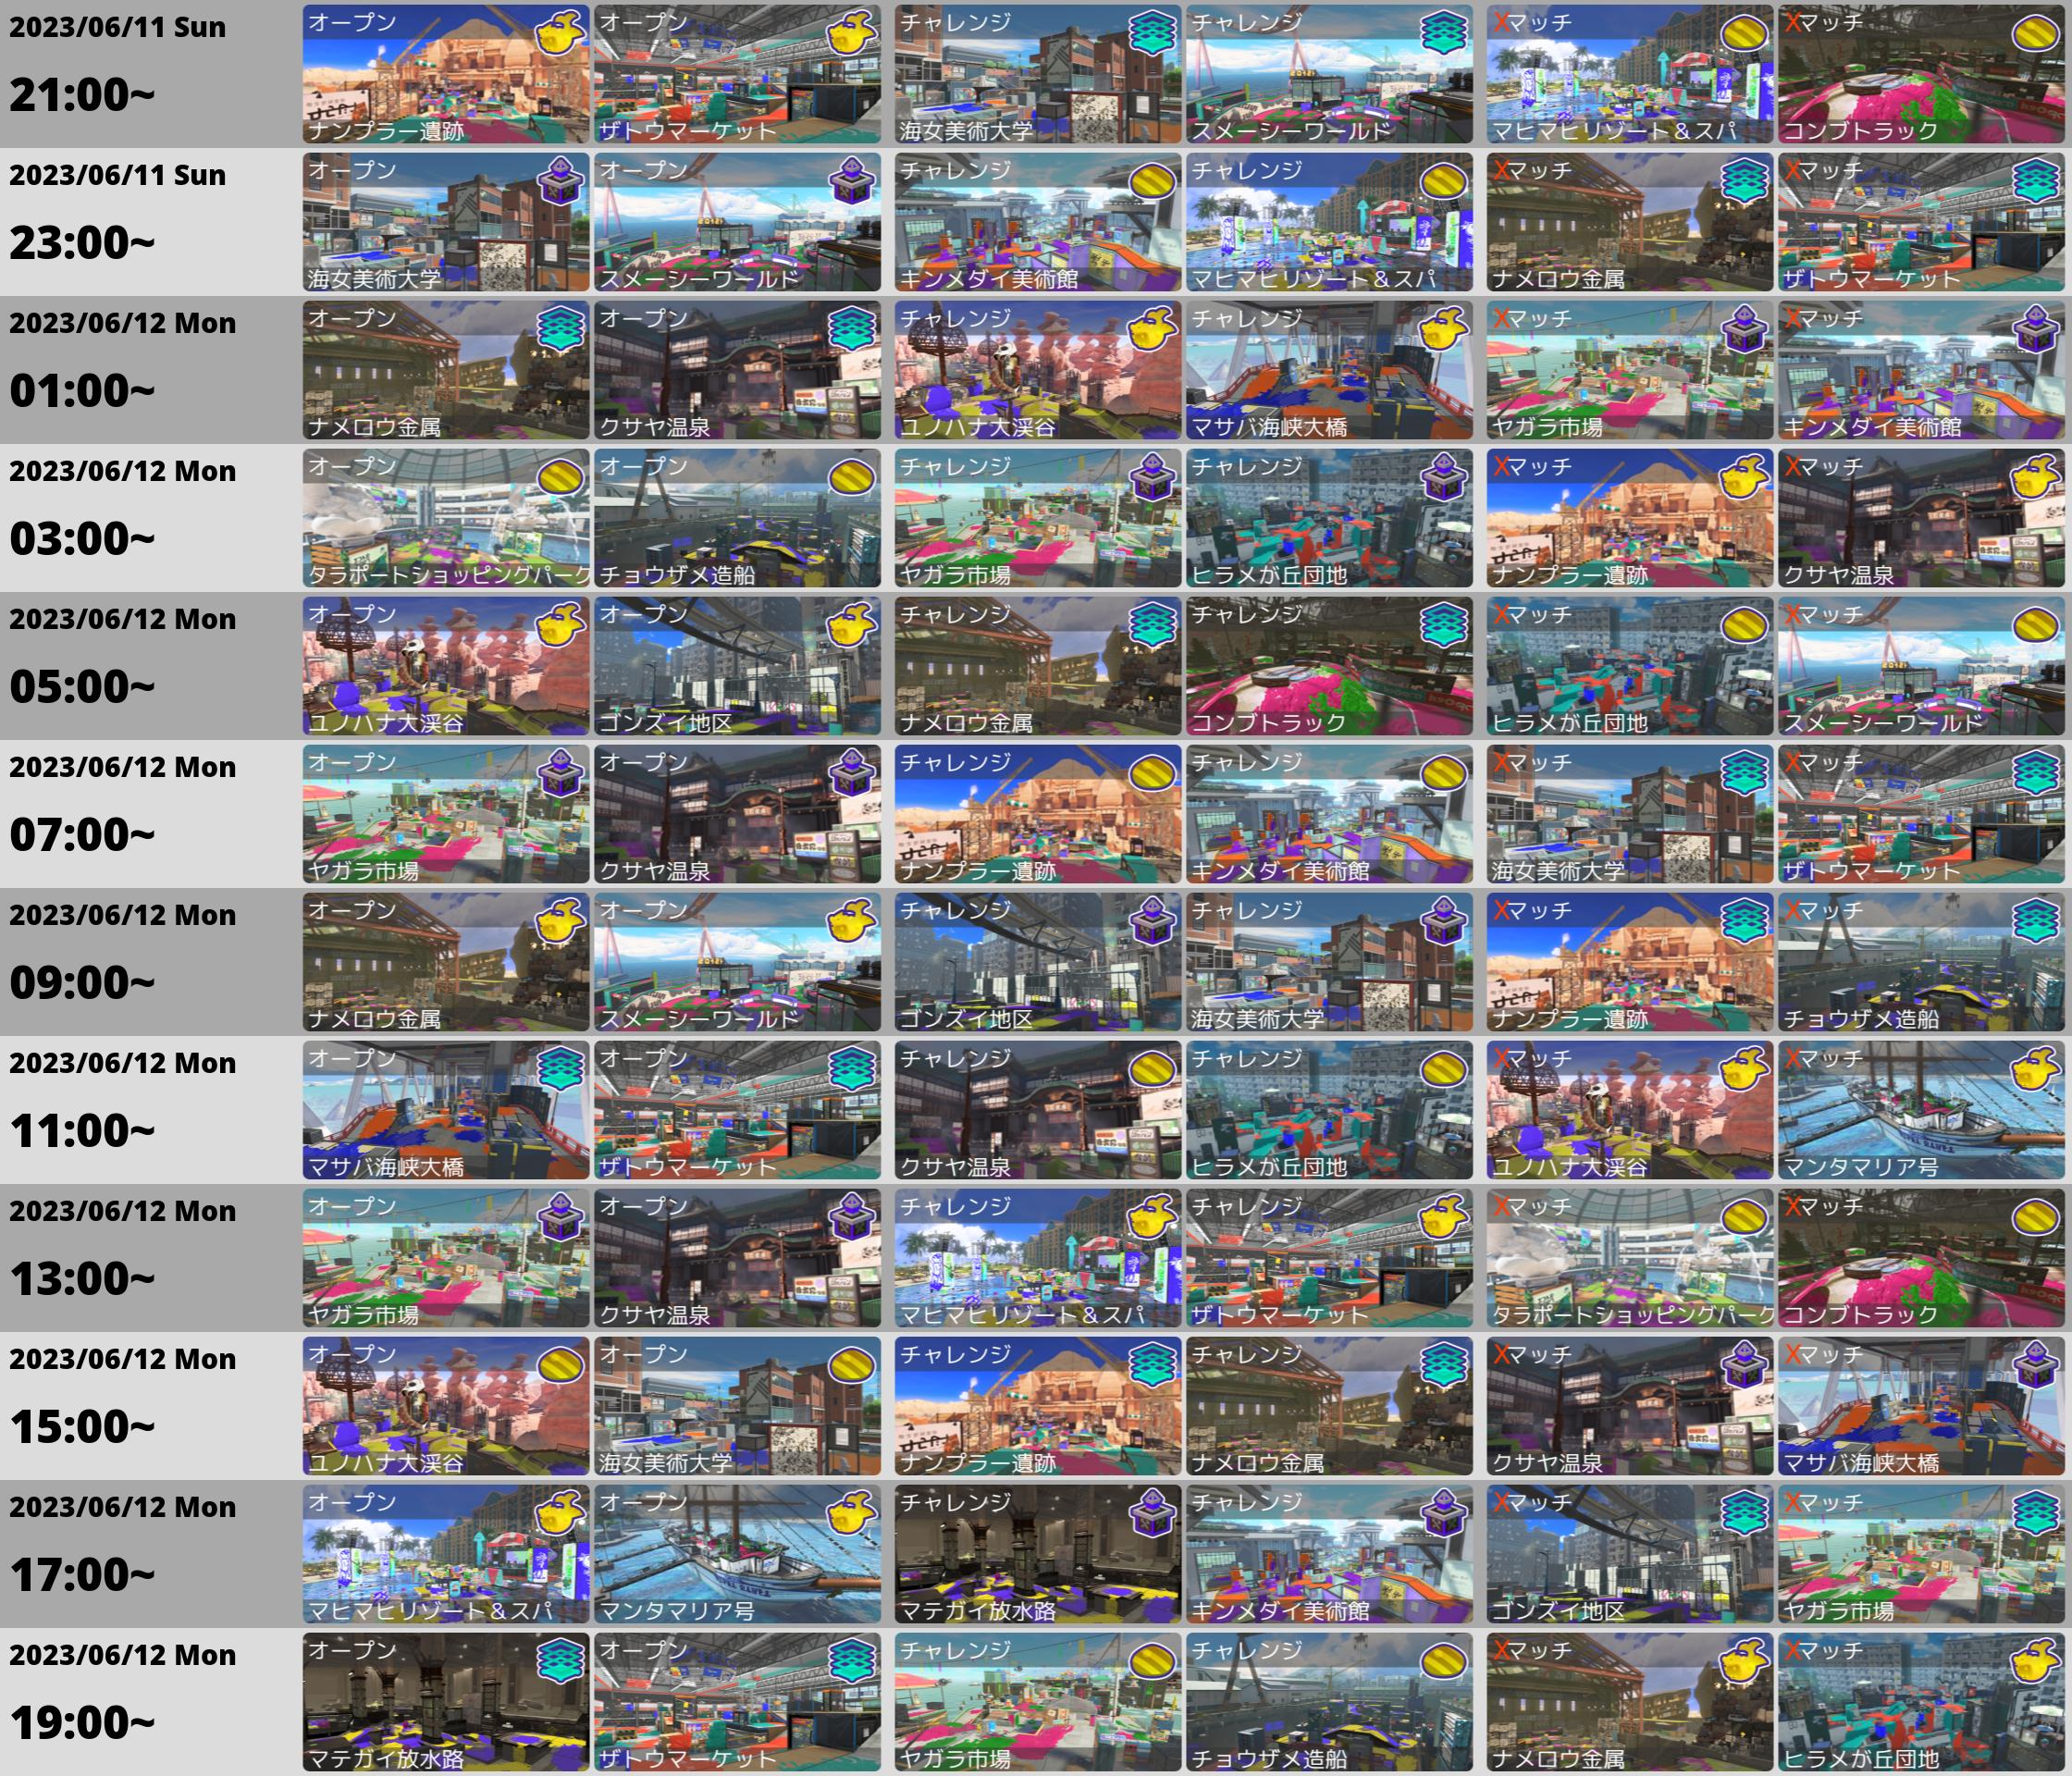 2023/06/11 Sun
21:00~
オープン オープン チャレンジ チャレンジ Xマッチ Xマッチ
ナンプラー遺跡 ザトウマーケット 海女美術大学 スメーシーワールド マヒマヒリゾート＆スパ コンブトラック
2023/06/11 Sun
23:00~
オープン オープン チャレンジ チャレンジ Xマッチ Xマッチ
海女美術大学 スメーシーワールド キンメダイ美術館 マヒマヒリゾート＆スパ ナメロウ金属 ザトウマーケット
2023/06/12 Mon
01:00~
オープン オープン チャレンジ チャレンジ Xマッチ Xマッチ
ナメロウ金属 クサヤ温泉 ユノハナ大渓谷 マサバ海峡大橋 ヤガラ市場 キンメダイ美術館
2023/06/12 Mon
03:00~
オープン オープン チャレンジ チャレンジ Xマッチ Xマッチ
タラポートショッピングパーク チョウザメ造船 ヤガラ市場 ヒラメが丘団地 ナンプラー遺跡 クサヤ温泉
2023/06/12 Mon
05:00~
オープン オープン チャレンジ チャレンジ Xマッチ Xマッチ
ユノハナ大渓谷 ゴンズイ地区 ナメロウ金属 コンブトラック ヒラメが丘団地 スメーシーワールド
2023/06/12 Mon
07:00~
オープン オープン チャレンジ チャレンジ Xマッチ Xマッチ
ヤガラ市場 クサヤ温泉 ナンプラー遺跡 キンメダイ美術館 海女美術大学 ザトウマーケット
2023/06/12 Mon
09:00~
オープン オープン チャレンジ チャレンジ Xマッチ Xマッチ
ナメロウ金属 スメーシーワールド ゴンズイ地区 海女美術大学 ナンプラー遺跡 チョウザメ造船
2023/06/12 Mon
11:00~
オープン オープン チャレンジ チャレンジ Xマッチ Xマッチ
マサバ海峡大橋 ザトウマーケット クサヤ温泉 ヒラメが丘団地 ユノハナ大渓谷 マンタマリア号
2023/06/12 Mon
13:00~
オープン オープン チャレンジ チャレンジ Xマッチ Xマッチ
ヤガラ市場 クサヤ温泉 マヒマヒリゾート＆スパ ザトウマーケット タラポートショッピングパーク コンブトラック
2023/06/12 Mon
15:00~
オープン オープン チャレンジ チャレンジ Xマッチ Xマッチ
ユノハナ大渓谷 海女美術大学 ナンプラー遺跡 ナメロウ金属 クサヤ温泉 マサバ海峡大橋
2023/06/12 Mon
17:00~
オープン オープン チャレンジ チャレンジ Xマッチ Xマッチ
マヒマヒリゾート＆スパ マンタマリア号 マテガイ放水路 キンメダイ美術館 ゴンズイ地区 ヤガラ市場
2023/06/12 Mon
19:00~
オープン オープン チャレンジ チャレンジ Xマッチ Xマッチ
マテガイ放水路 ザトウマーケット ヤガラ市場 チョウザメ造船 ナメロウ金属 ヒラメが丘団地